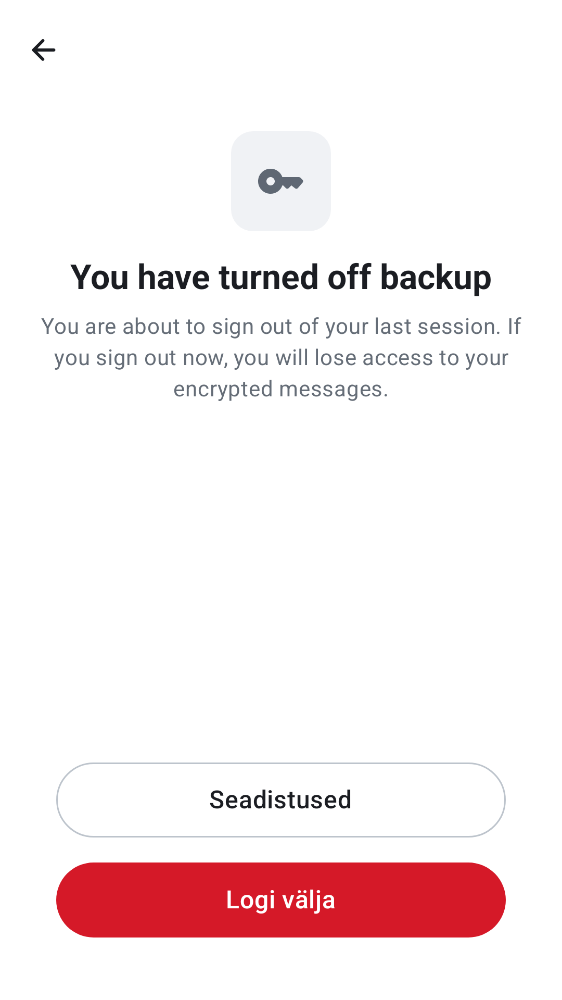 You have turned off backup
You are about to sign out of your last session. If
you sign out now, you will lose access to your
encrypted messages.
Seadistused
Logi välja